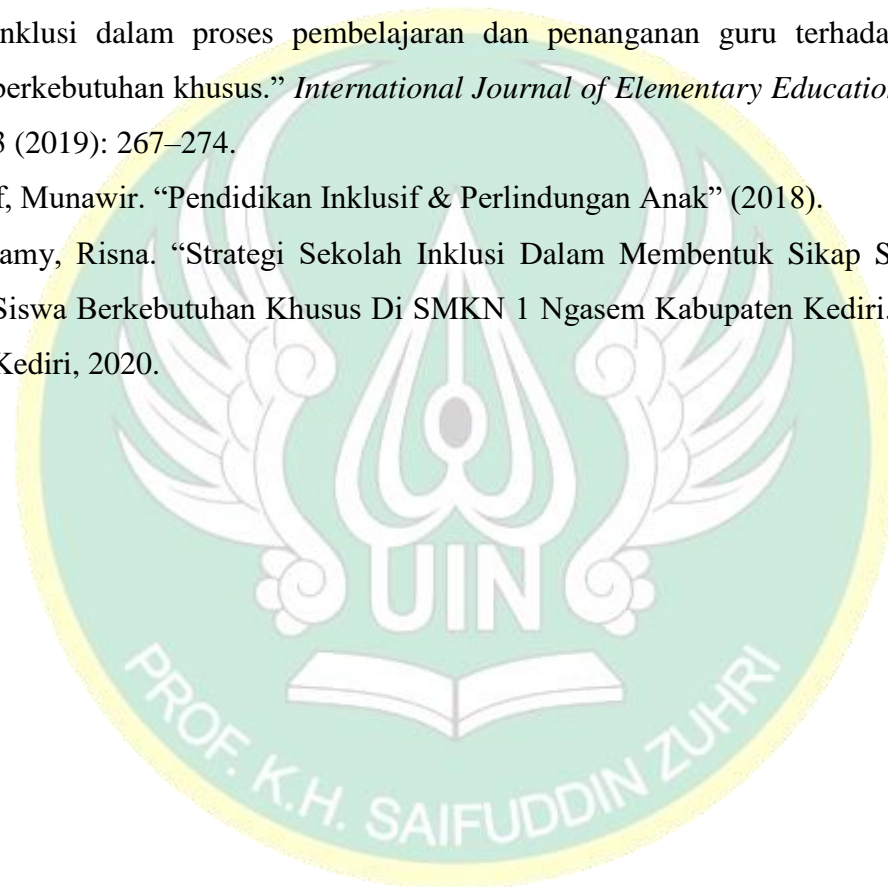 nklusi dalam proses pembelajaran dan penanganan guru terhada
berkebutuhan khusus.” International Journal of Elementary Education
3 (2019): 267–274.
f, Munawir. “Pendidikan Inklusif & Perlindungan Anak” (2018).
amy, Risna. “Strategi Sekolah Inklusi Dalam Membentuk Sikap S
Siswa Berkebutuhan Khusus Di SMKN 1 Ngasem Kabupaten Kediri.
Kediri, 2020.
UIN
PROF. K.H. SAIFUDDIN ZUHRI